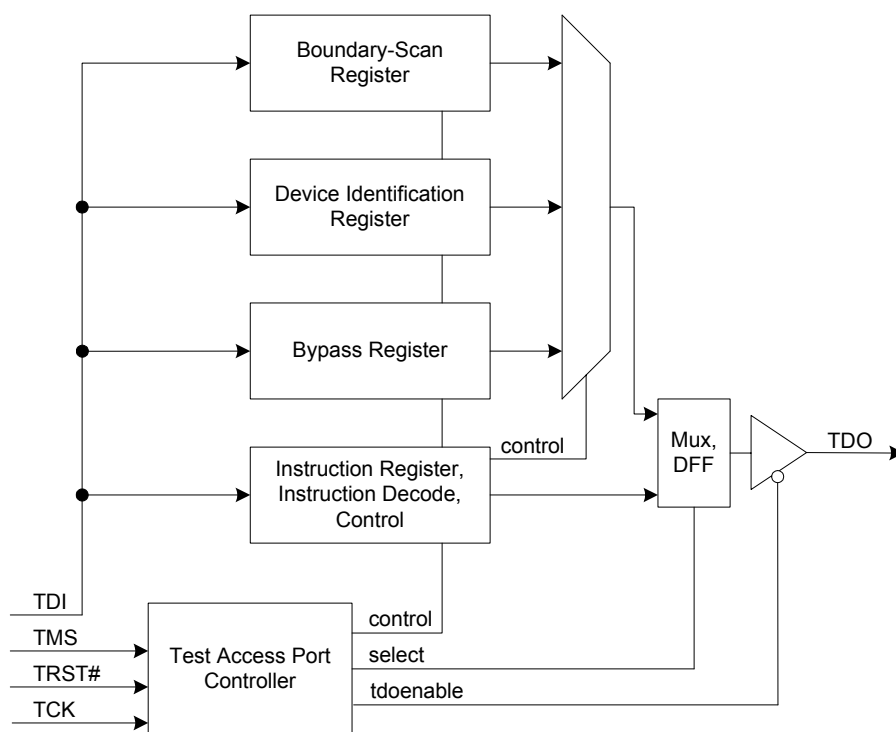 Boundary-Scan
Register
Device Identification
Register
Bypass Register
control
Mux,
DFF
TDO
Instruction Register,
Instruction Decode,
Control
TDI
TMS
TRST#
TCK
Test Access Port
Controller
control
select
tdoenable